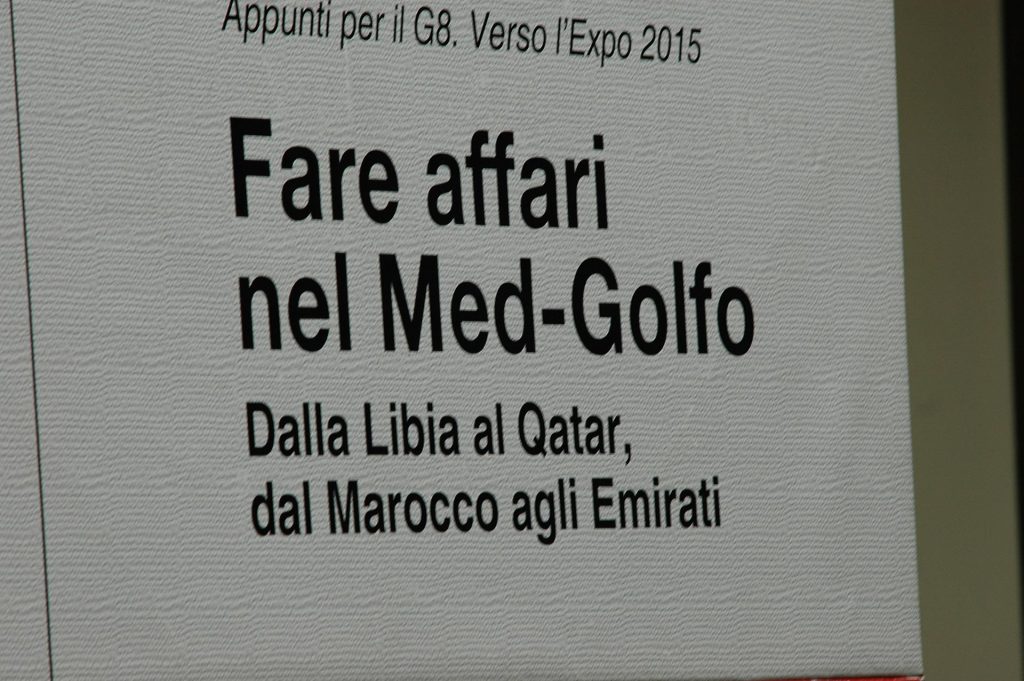 Appunti per il G8. Verso l'Expo 2015
Fare affari
nel Med-Golfo
Dalla Libia al Qatar,
dal Marocco agli Emirati